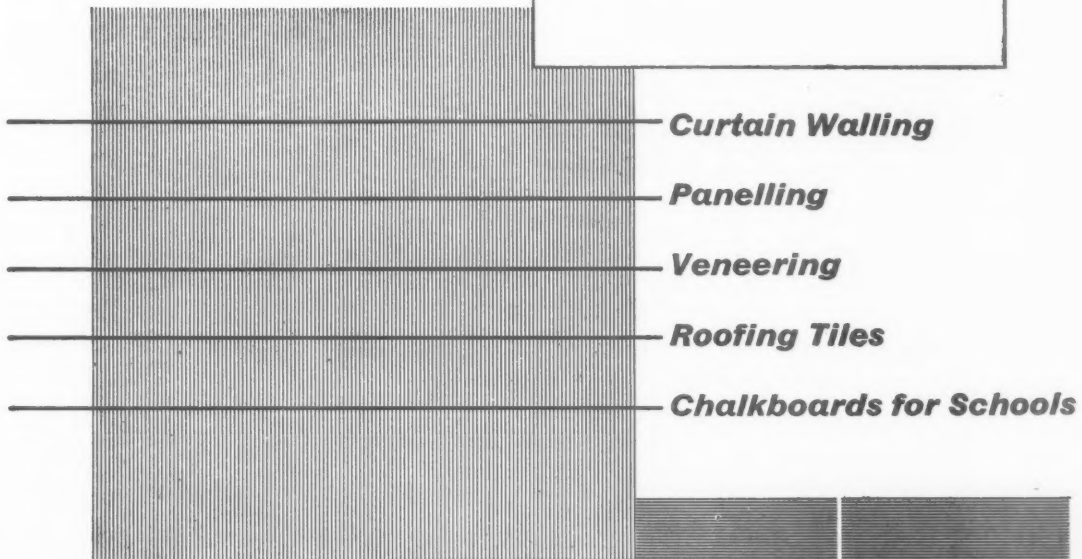 Curtain Walling
Panelling
Veneering
Roofing Tiles
Chalkboards for Schools